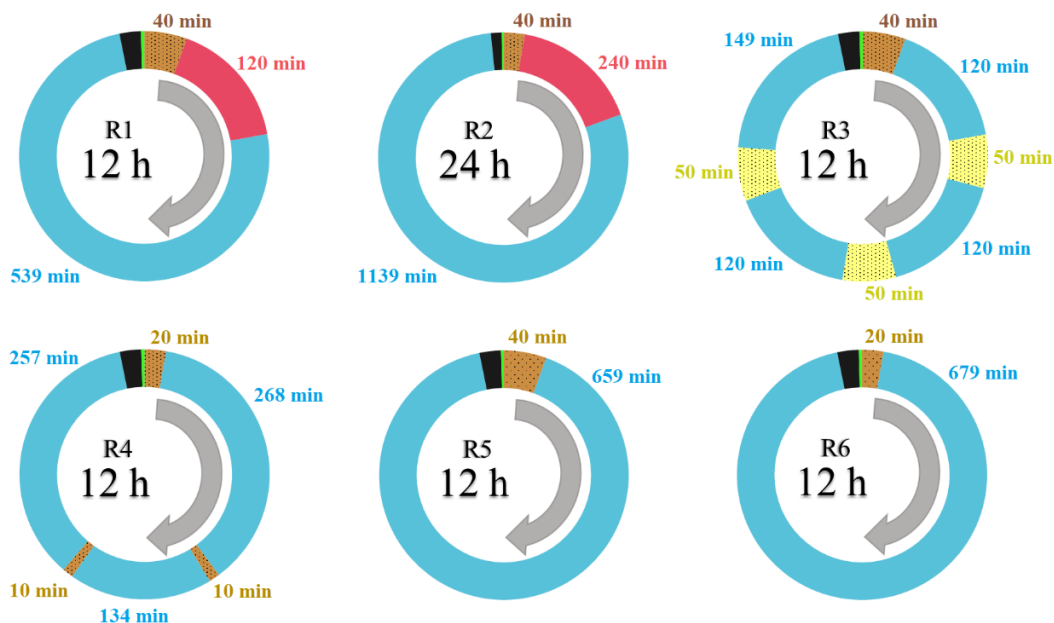 40 min
120 min
R1
12 h
539 min
40 min
240 min
R2
24 h
1139 min
149 min
40 min
120 min
50 min
R3
12 h
50 min
120 min
120 min
50 min
257 min
20 min
268 min
R4
12 h
10 min
134 min
10 min
40 min
659 min
R5
12 h
20 min
679 min
R6
12 h